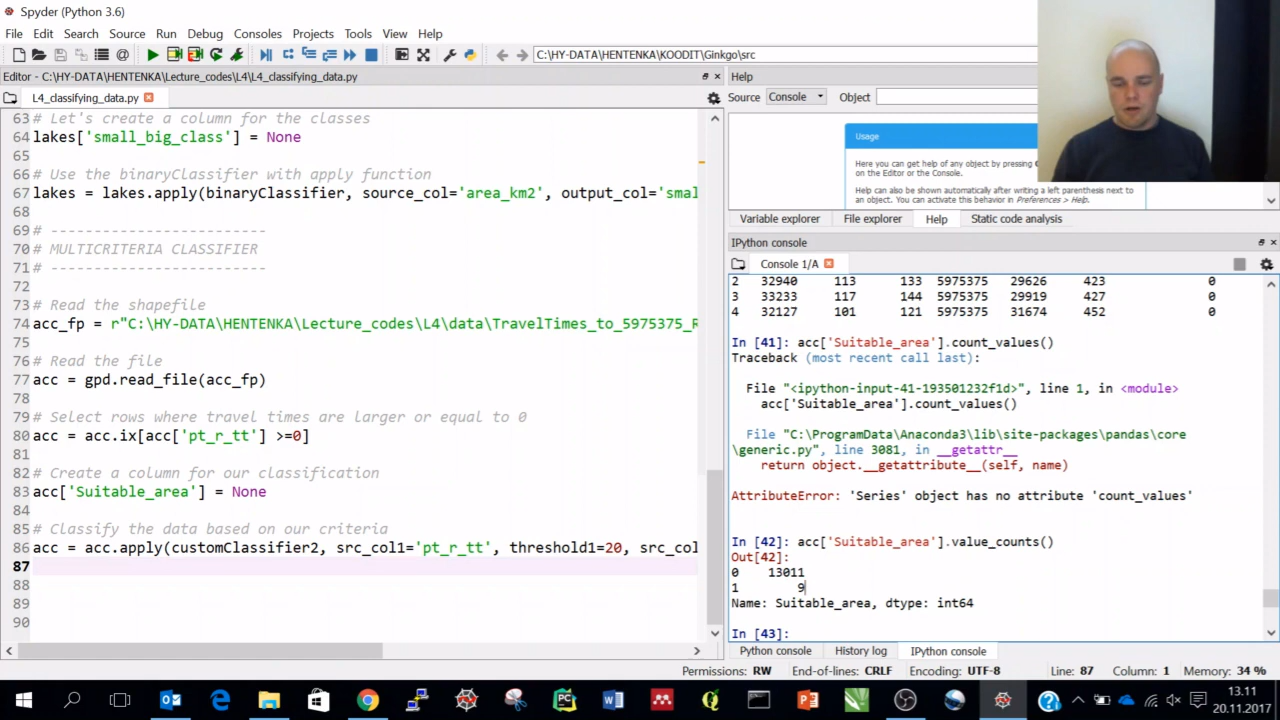 Spyder (Python 3.6)
File Edit Search Source Run Debug Consoles Projects Tools View Help
C:\HY-DATA\HENTENKA\KOODIT\Ginkgo\src
Editor - C:\HY-DATA\HENTENKA\Lecture_codes\L4\L4_classifying_data.py
L4_classifying_data.py
63 # Let's create a column for the classes
64 lakes['small_big_class'] = None
65
66 # Use the binaryClassifier with apply function
67 lakes = lakes.apply(binaryClassifier, source_col='area_km2', output_col='smal
68
69 # -------------------------
70 # MULTICRITERIA CLASSIFIER
71 # -------------------------
72
73 # Read the shapefile
74 acc_fp = r"C:\HY-DATA\HENTENKA\Lecture_codes\L4\data\TravelTimes_to_5975375_R
75
76 # Read the file
77 acc = gpd.read_file(acc_fp)
78
79 # Select rows where travel times are larger or equal to 0
80 acc = acc.ix[acc['pt_r_tt'] >=0]
81
82 # Create a column for our classification
83 acc['Suitable_area'] = None
84
85 # Classify the data based on our criteria
86 acc = acc.apply(customClassifier2, src_col1='pt_r_tt', threshold1=20, src_col
87
88
89
90
Help
Source Console Object
Usage
Here you can get help of any object by pressing
on the Editor or the Console.
Help can also be shown automatically after writing a left parenthesis next to
an object. You can activate this behavior in Preferences > Help.
Variable explorer File explorer Help Static code analysis
IPython console
Console 1/A
2 32940 113 133 5975375 29626 423 0
3 33233 117 144 5975375 29919 427 0
4 32127 101 121 5975375 31674 452 0
In [41]: acc['Suitable_area'].count_values()
Traceback (most recent call last):
File "<ipython-input-41-193501232f1d>", line 1, in <module>
acc['Suitable_area'].count_values()
File "C:\ProgramData\Anaconda3\lib\site-packages\pandas\core
\generic.py", line 3081, in __getattr__
return object.__getattribute__(self, name)
AttributeError: 'Series' object has no attribute 'count_values'
In [42]: acc['Suitable_area'].value_counts()
Out[42]:
0 13011
1 9
Name: Suitable_area, dtype: int64
In [43]:
Python console History log IPython console
Permissions: RW End-of-lines: CRLF Encoding: UTF-8 Line: 87 Column: 1 Memory: 34 %
13.11
20.11.2017